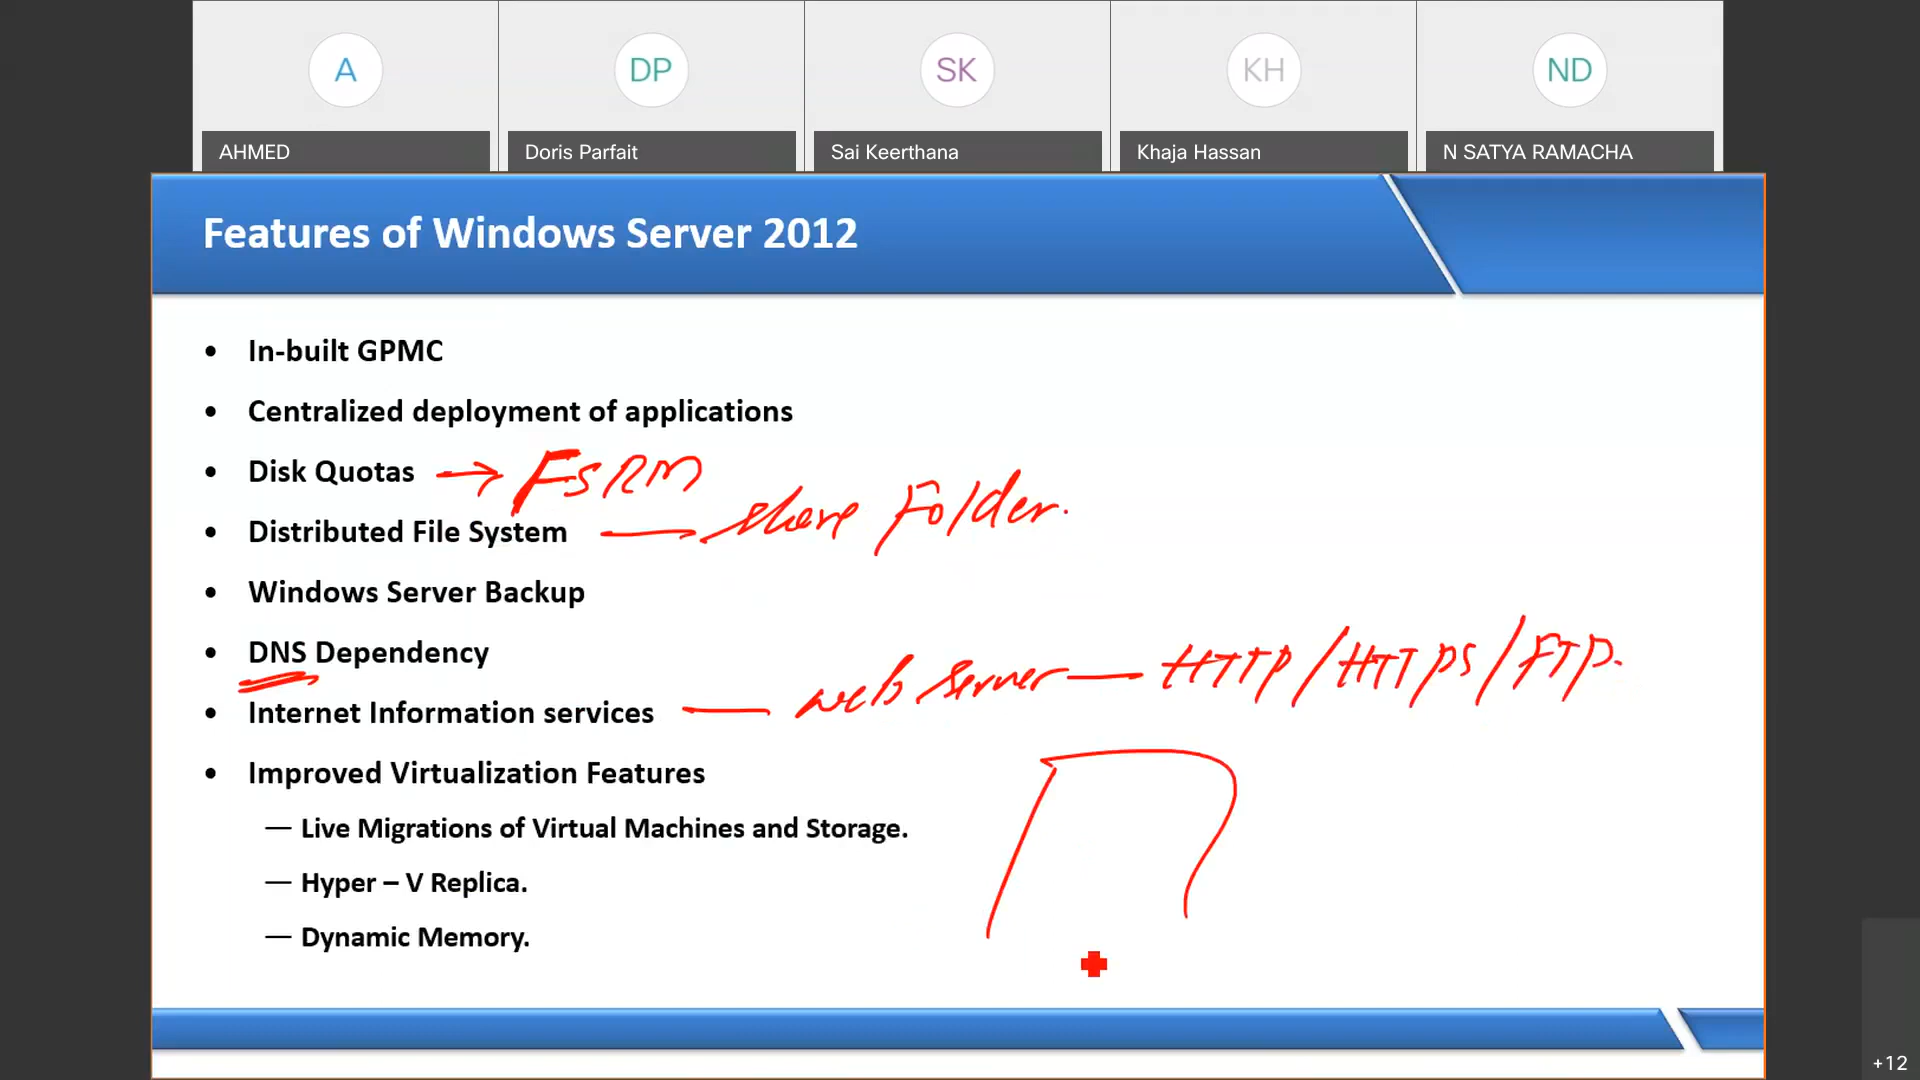 A DP SK KH ND
AHMED Doris Parfait Sai Keerthana Khaja Hassan N SATYA RAMACHA
Features of Windows Server 2012
• In-built GPMC
• Centralized deployment of applications
• Disk Quotas → FSRM
• Distributed File System — share Folder.
• Windows Server Backup
• DNS Dependency
• Internet Information services — web server — HTTP/HTTPS/FTP.
• Improved Virtualization Features
— Live Migrations of Virtual Machines and Storage.
— Hyper – V Replica.
— Dynamic Memory.
+12